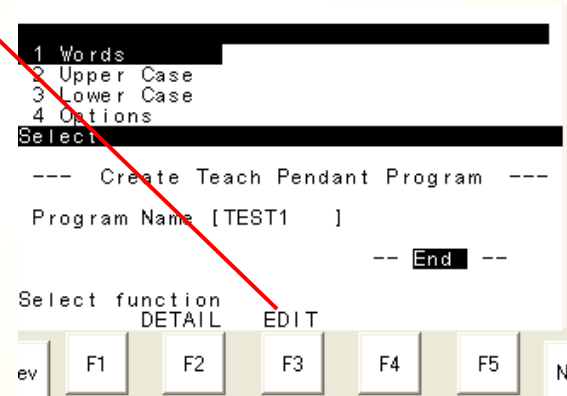 1 Words
2 Upper Case
3 Lower Case
4 Options
Select
--- Create Teach Pendant Program ---
Program Name [TEST1 ]
-- End --
Select function
DETAIL EDIT
ev F1 F2 F3 F4 F5 N